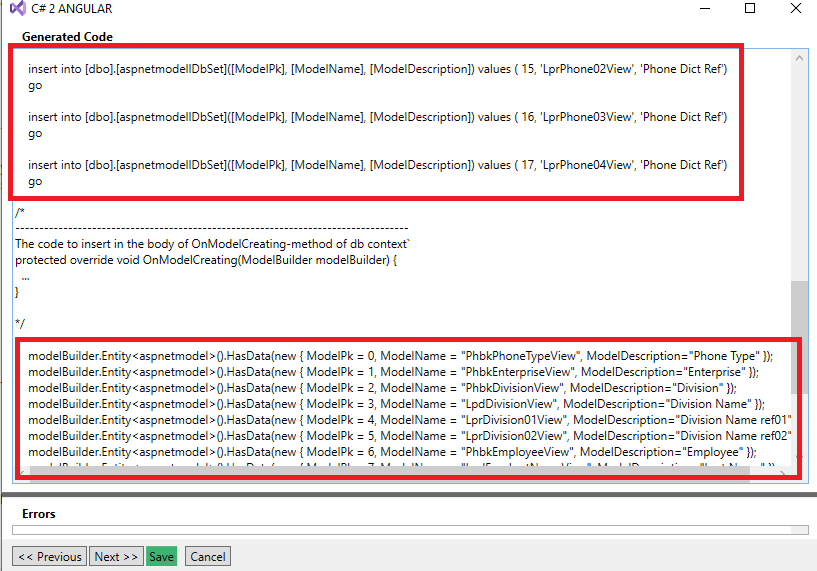 C# 2 ANGULAR
Generated Code
insert into [dbo].[aspnetmodellDbSet]([ModelPk], [ModelName], [ModelDescription]) values ( 15, 'LprPhone02View', 'Phone Dict Ref')
go
insert into [dbo].[aspnetmodellDbSet]([ModelPk], [ModelName], [ModelDescription]) values ( 16, 'LprPhone03View', 'Phone Dict Ref')
go
insert into [dbo].[aspnetmodellDbSet]([ModelPk], [ModelName], [ModelDescription]) values ( 17, 'LprPhone04View', 'Phone Dict Ref')
go
/*
--------------------------------------------------------------------------------
The code to insert in the body of OnModelCreating-method of db context`
protected override void OnModelCreating(ModelBuilder modelBuilder) {
...
}
*/
modelBuilder.Entity<aspnetmodel>().HasData(new { ModelPk = 0, ModelName = "PhbkPhoneTypeView", ModelDescription="Phone Type" });
modelBuilder.Entity<aspnetmodel>().HasData(new { ModelPk = 1, ModelName = "PhbkEnterpriseView", ModelDescription="Enterprise" });
modelBuilder.Entity<aspnetmodel>().HasData(new { ModelPk = 2, ModelName = "PhbkDivisionView", ModelDescription="Division" });
modelBuilder.Entity<aspnetmodel>().HasData(new { ModelPk = 3, ModelName = "LpdDivisionView", ModelDescription="Division Name" });
modelBuilder.Entity<aspnetmodel>().HasData(new { ModelPk = 4, ModelName = "LprDivision01View", ModelDescription="Division Name ref01"
modelBuilder.Entity<aspnetmodel>().HasData(new { ModelPk = 5, ModelName = "LprDivision02View", ModelDescription="Division Name ref02"
modelBuilder.Entity<aspnetmodel>().HasData(new { ModelPk = 6, ModelName = "PhbkEmployeeView", ModelDescription="Employee" });
Errors
<< Previous Next >> Save Cancel